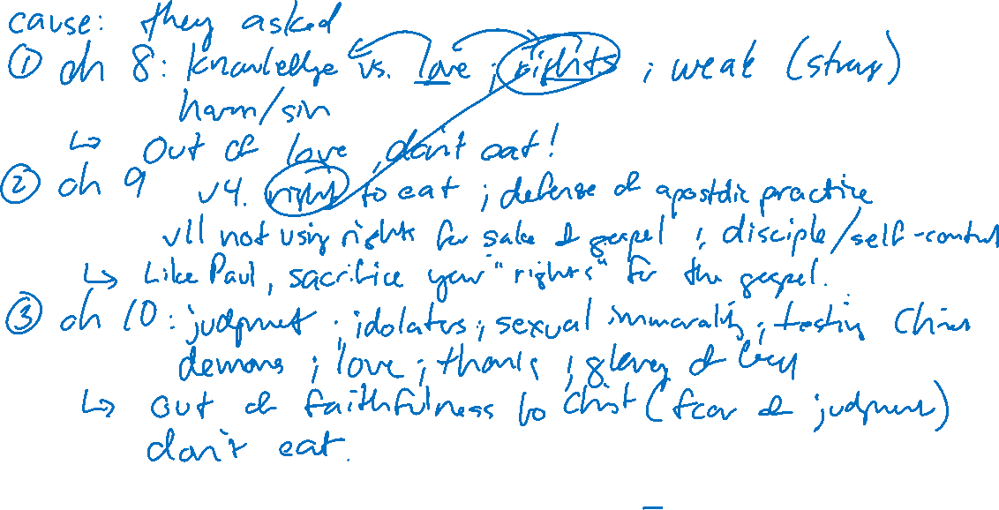 cause: they asked
① ch 8: knowledge vs. love ; rights ; weak (strong)
harm/sin
↳ Out of love, don't eat!
② ch 9 v4. right to eat ; defense of apostolic practice
v11 not using rights for sake of gospel ; disciple/self-control
↳ Like Paul, sacrifice your "rights" for the gospel.
③ ch 10: judgment ; idolaters ; sexual immorality ; testing Christ
demons ; love ; thanks ; glory of God
↳ out of faithfulness to Christ (fear of judgment)
don't eat.